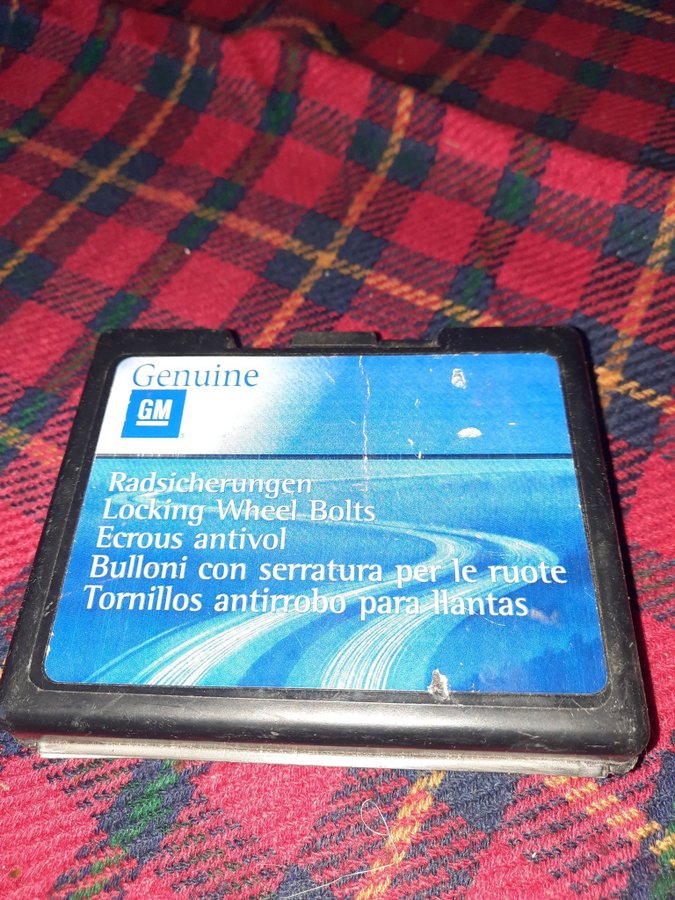 Genuine
GM
Radsicherungen
Locking Wheel Bolts
Ecrous antivol
Bulloni con serratura per le ruote
Tornillos antirrobo para llantas